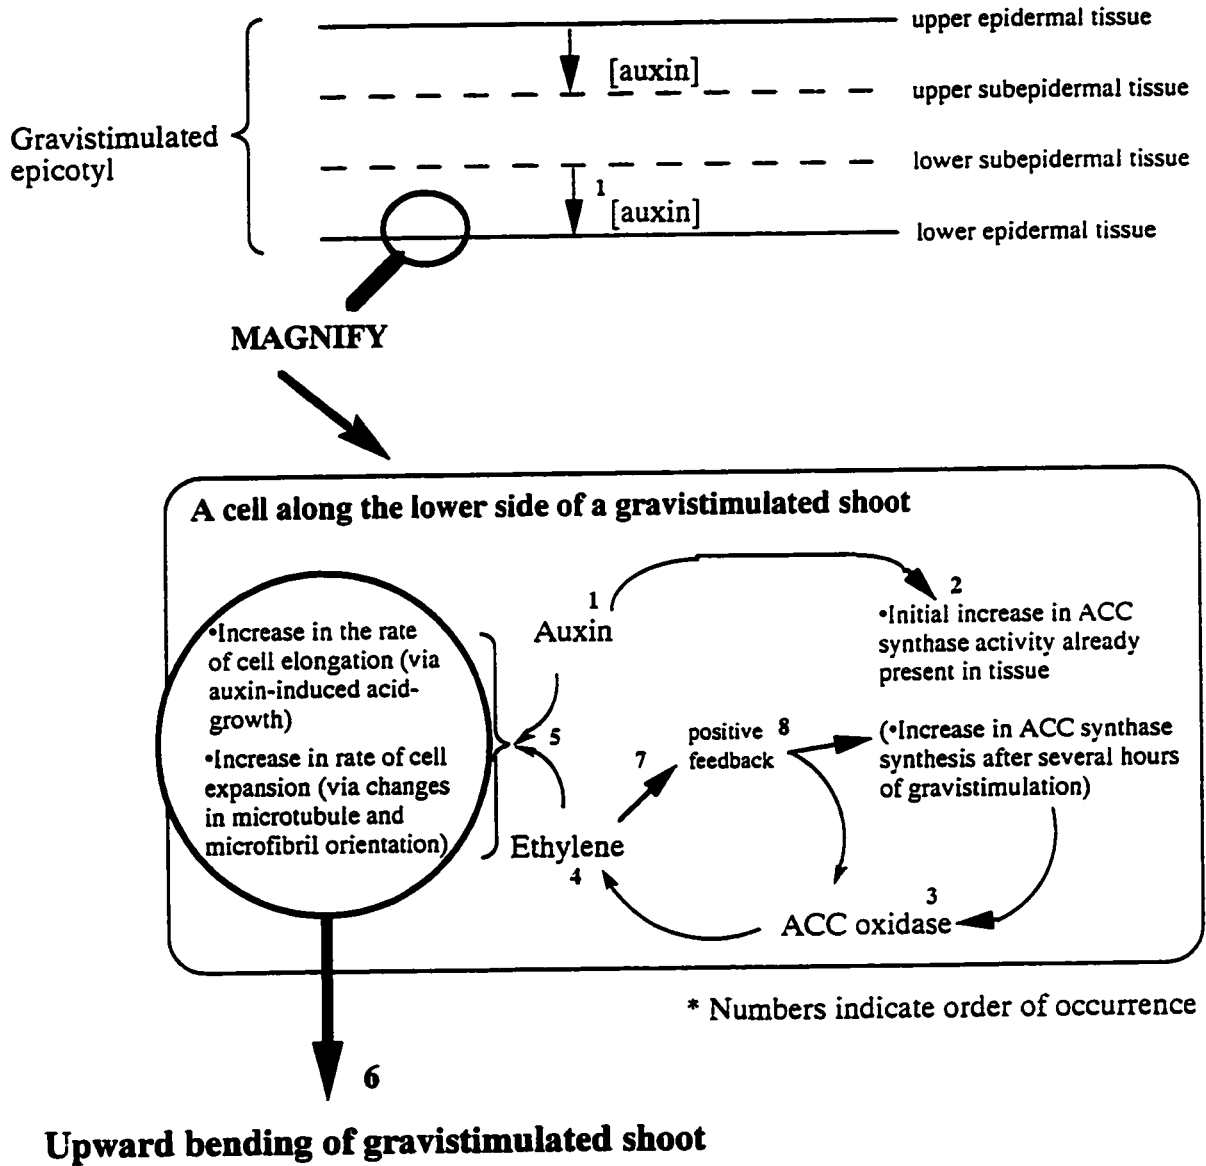 upper epidermal tissue
[auxin]
upper subepidermal tissue
Gravistimulated
epicotyl
lower subepidermal tissue
1
[auxin]
lower epidermal tissue
MAGNIFY
A cell along the lower side of a gravistimulated shoot
•Increase in the rate
of cell elongation (via
auxin-induced acid-
growth)
•Increase in rate of cell
expansion (via changes
in microtubule and
microfibril orientation)
1
Auxin
2
•Initial increase in ACC
synthase activity already
present in tissue
5
positive 8
feedback
7
(•Increase in ACC synthase
synthesis after several hours
of gravistimulation)
Ethylene
4
3
ACC oxidase
* Numbers indicate order of occurrence
6
Upward bending of gravistimulated shoot